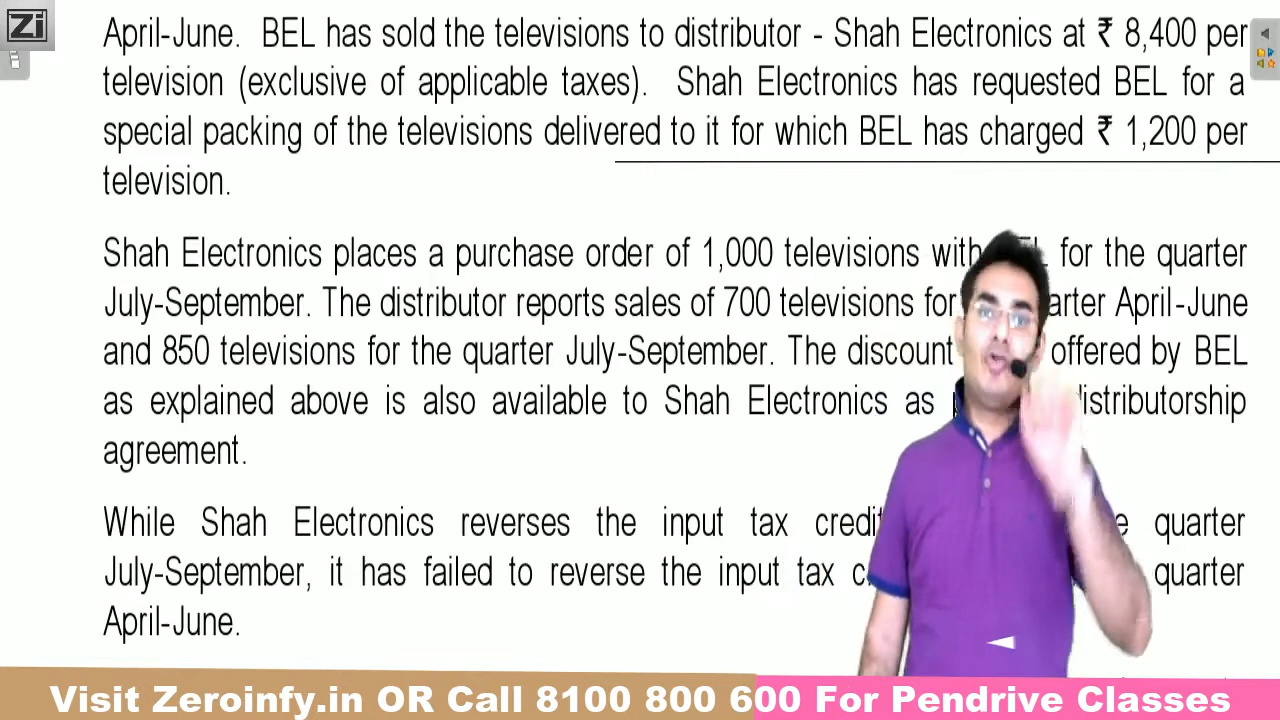 Zi
April-June. BEL has sold the televisions to distributor - Shah Electronics at ₹ 8,400 per
television (exclusive of applicable taxes). Shah Electronics has requested BEL for a
special packing of the televisions delivered to it for which BEL has charged ₹ 1,200 per
television.
Shah Electronics places a purchase order of 1,000 televisions with for the quarter
July-September. The distributor reports sales of 700 televisions for April-June
and 850 televisions for the quarter July-September. The discount offered by BEL
as explained above is also available to Shah Electronics as
agreement.
While Shah Electronics reverses the input tax quarter
July-September, it has failed to reverse the input tax quarter
April-June.
Visit Zeroinfy.in OR Call 8100 800 600 For Pendrive Classes